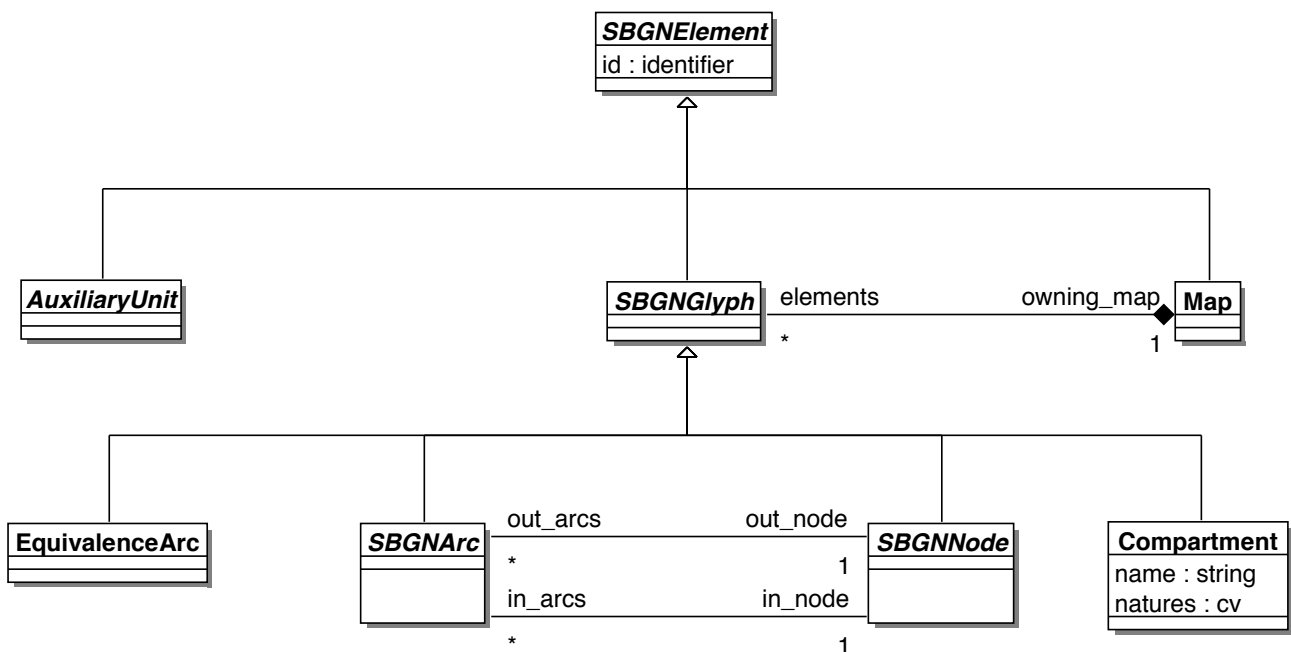 SBGNElement
id : identifier
AuxiliaryUnit
SBGNGlyph
elements
owning_map
Map
*
1
EquivalenceArc
SBGNArc
out_arcs
out_node
*
1
in_arcs
in_node
*
1
SBGNNode
Compartment
name : string
natures : cv